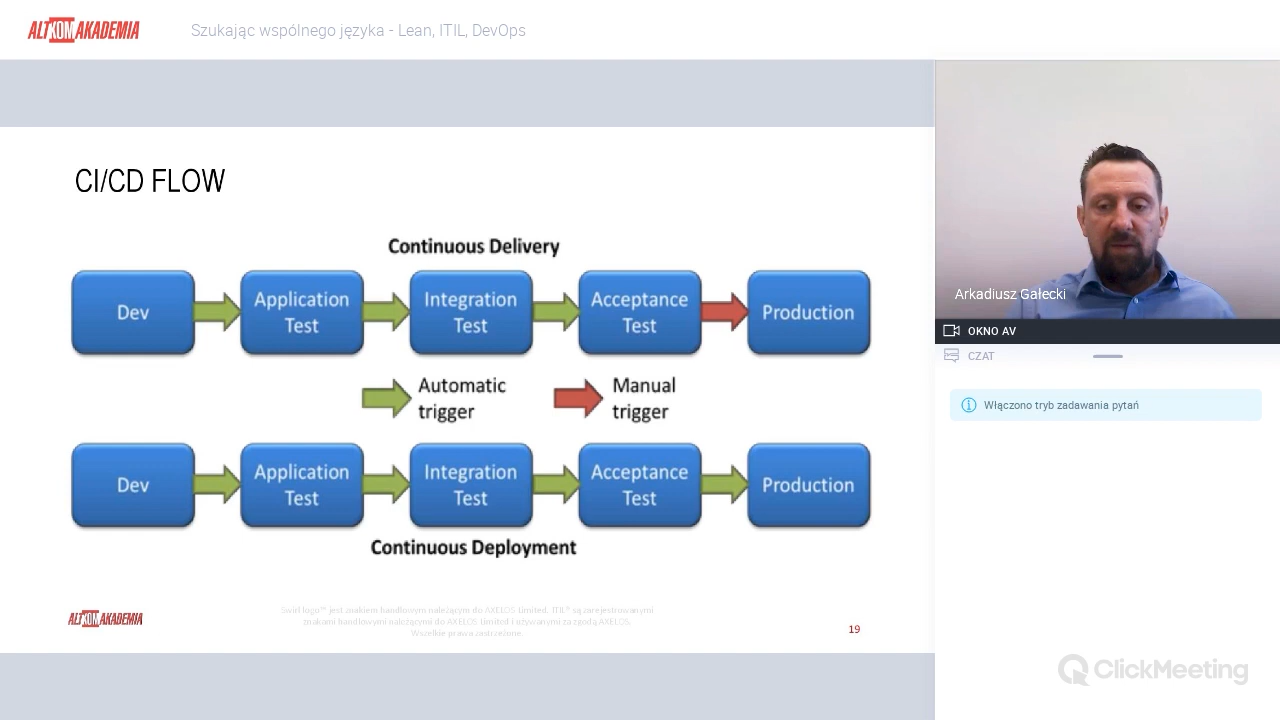 ALTKOM AKADEMIA
Szukając wspólnego języka - Lean, ITIL, DevOps
CI/CD FLOW
Continuous Delivery
Dev
Application
Test
Integration
Test
Acceptance
Test
Production
Automatic
trigger
Manual
trigger
Dev
Application
Test
Integration
Test
Acceptance
Test
Production
Continuous Deployment
ALTKOM AKADEMIA
Swirl logo™ jest znakiem handlowym należącym do AXELOS Limited, ITIL® są zarejestrowanymi
znakami handlowymi należącymi do AXELOS Limited i używanymi za zgodą AXELOS.
Wszelkie prawa zastrzeżone.
19
Arkadiusz Gałecki
OKNO AV
CZAT
Włączono tryb zadawania pytań
ClickMeeting